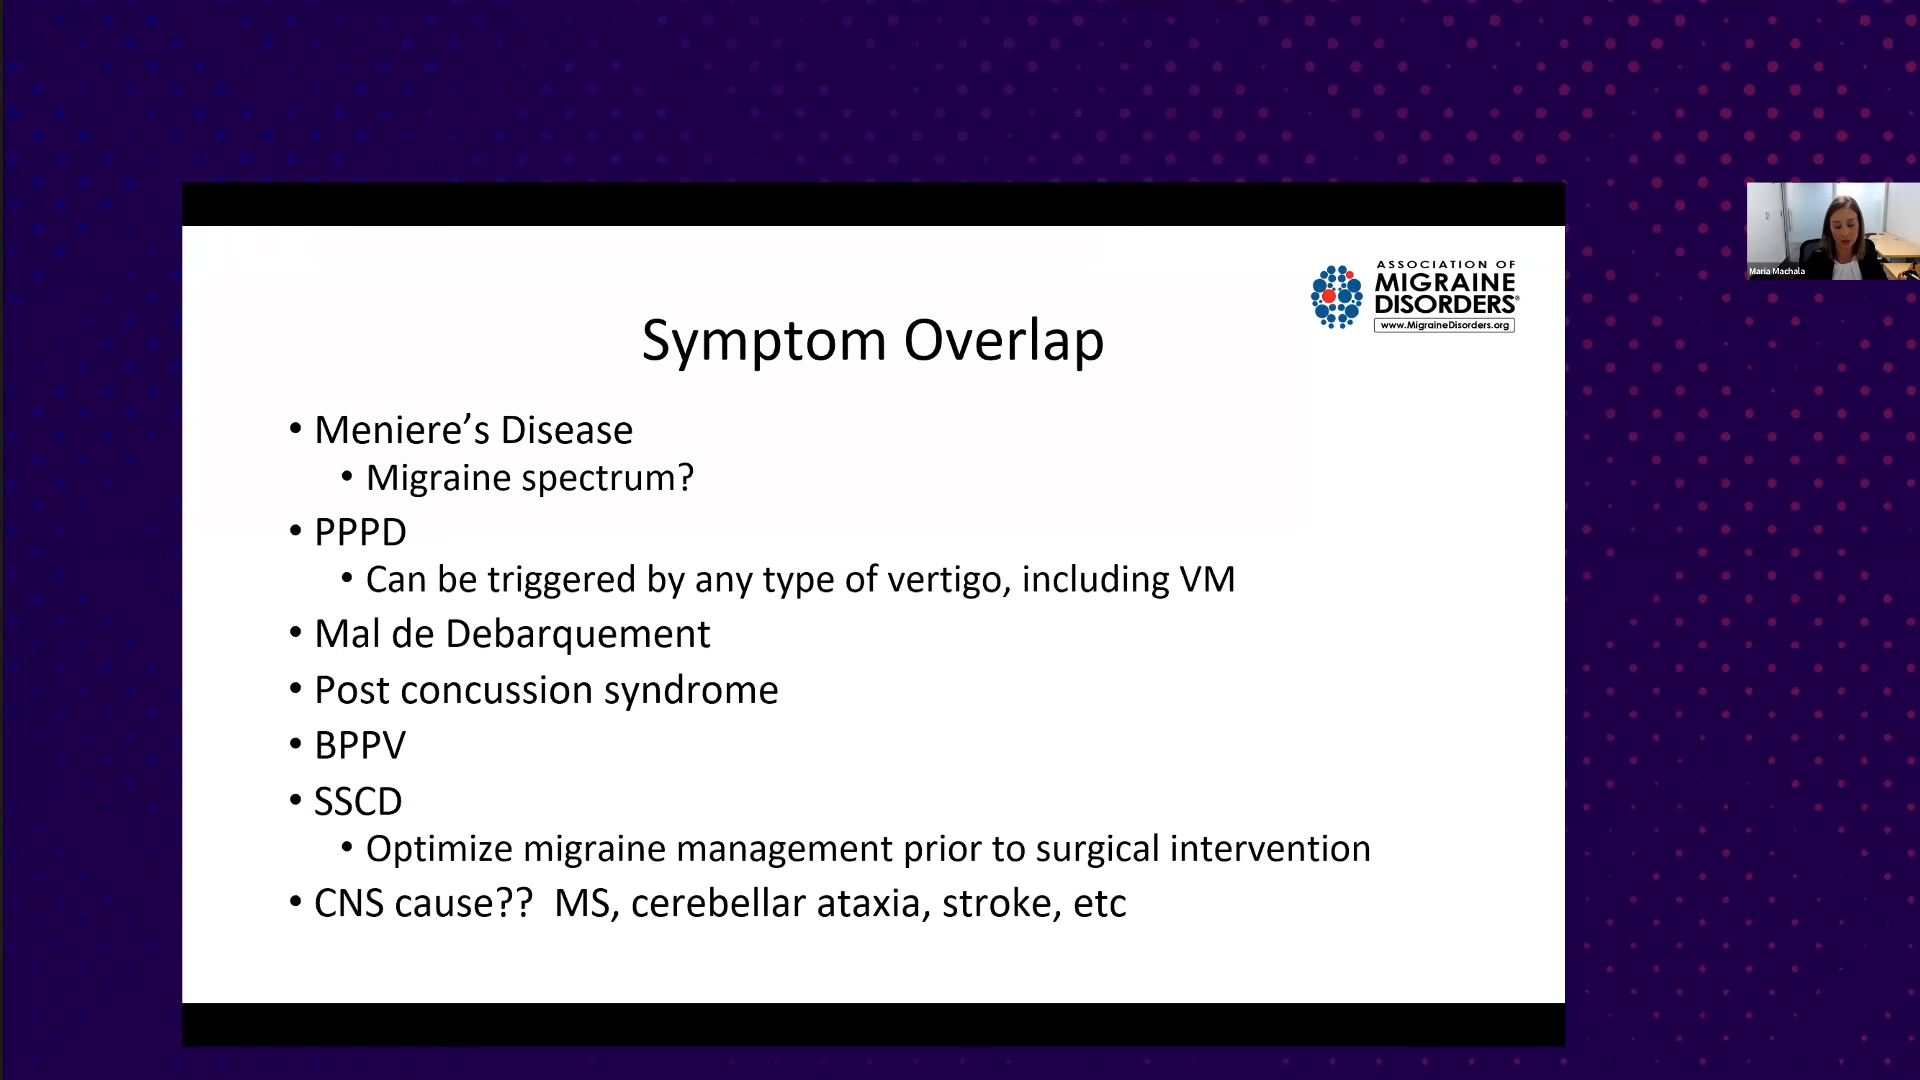 ASSOCIATION OF
MIGRAINE
DISORDERS®
www.MigraineDisorders.org
Maria Machala
Symptom Overlap
• Meniere’s Disease
• Migraine spectrum?
• PPPD
• Can be triggered by any type of vertigo, including VM
• Mal de Debarquement
• Post concussion syndrome
• BPPV
• SSCD
• Optimize migraine management prior to surgical intervention
• CNS cause??  MS, cerebellar ataxia, stroke, etc